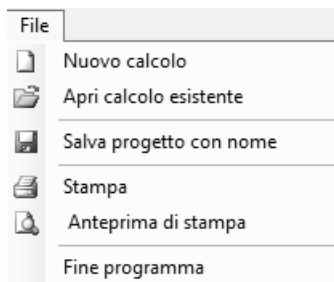 File
Nuovo calcolo
Apri calcolo esistente
Salva progetto con nome
Stampa
Anteprima di stampa
Fine programma